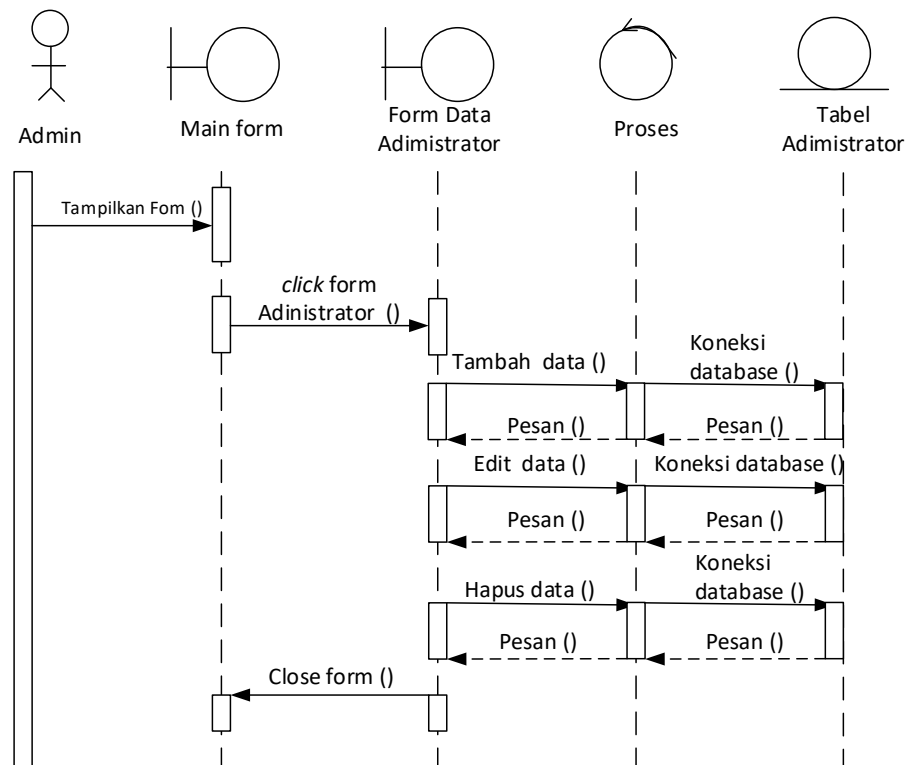 Admin
Main form
Form Data
Adimistrator
Proses
Tabel
Adimistrator
Tampilkan Fom ()
click form
Adinistrator ()
Tambah data ()
Koneksi
database ()
Pesan ()
Pesan ()
Edit data ()
Koneksi database ()
Pesan ()
Pesan ()
Hapus data ()
Koneksi
database ()
Pesan ()
Pesan ()
Close form ()